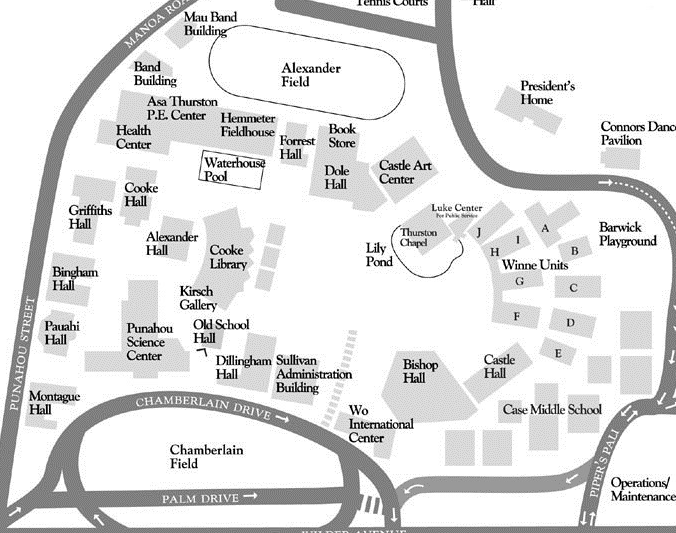 Tennis Courts
Hall
Mau Band
Building
MANOA ROAD
Alexander
Field
Band
Building
President's
Home
Asa Thurston
P.E. Center
Hemmeter
Fieldhouse
Health
Center
Forrest
Hall
Book
Store
Connors Danc
Pavilion
Waterhouse
Pool
Dole
Hall
Castle Art
Center
Cooke
Hall
Griffiths
Hall
Luke Center
For Public Service
Thurston
Chapel
Lily
Pond
J
I
H
A
B
Winne Units
G
C
F
D
E
Barwick
Playground
Alexander
Hall
Cooke
Library
Bingham
Hall
Kirsch
Gallery
Pauahi
Hall
Punahou
Science
Center
Old School
Hall
Dillingham
Hall
Sullivan
Administration
Building
Bishop
Hall
Castle
Hall
PUNAHOU STREET
Montague
Hall
CHAMBERLAIN DRIVE
Wo
International
Center
Case Middle School
Chamberlain
Field
PIPER'S PALI
Operations/
Maintenance
PALM DRIVE
WILDER AVENUE